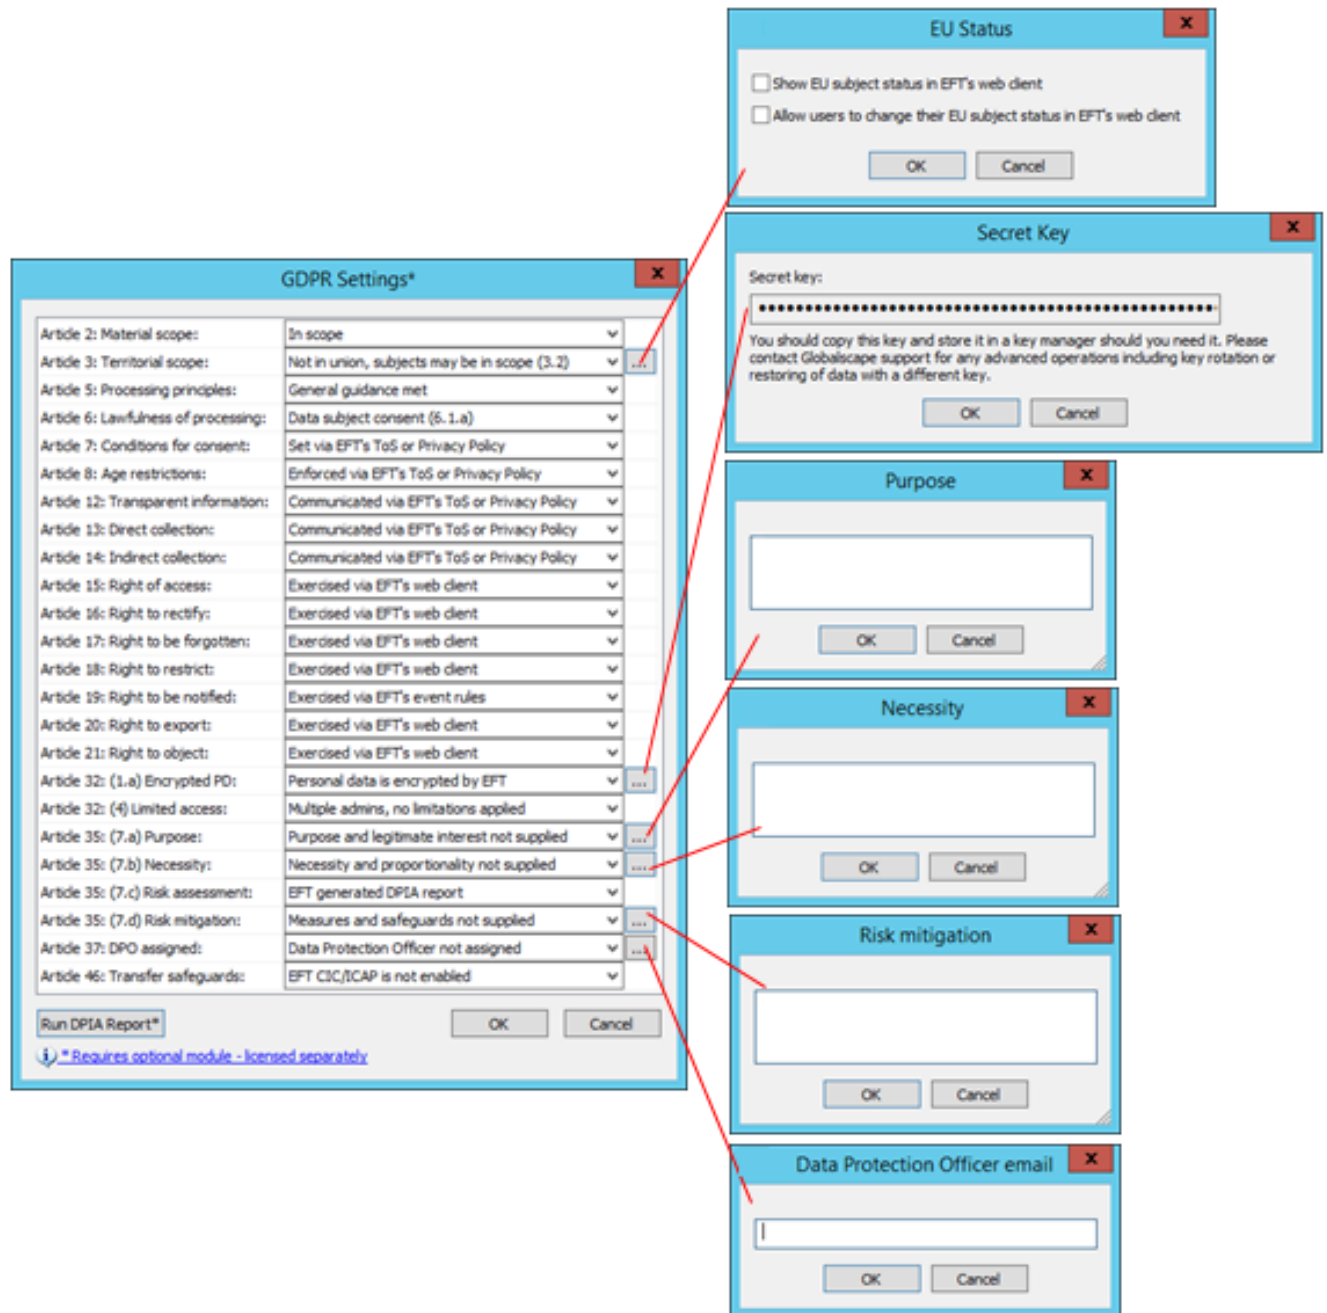 EU Status
x
Show EU subject status in EFT's web client
Allow users to change their EU subject status in EFT's web client
OK Cancel
Secret Key
x
Secret key:
You should copy this key and store it in a key manager should you need it. Please
contact Globalscape support for any advanced operations including key rotation or
restoring of data with a different key.
OK Cancel
GDPR Settings*
x
Article 2: Material scope: In scope
Article 3: Territorial scope: Not in union, subjects may be in scope (3.2) ...
Article 5: Processing principles: General guidance met
Article 6: Lawfulness of processing: Data subject consent (6.1.a)
Article 7: Conditions for consent: Set via EFT's ToS or Privacy Policy
Article 8: Age restrictions: Enforced via EFT's ToS or Privacy Policy
Article 12: Transparent information: Communicated via EFT's ToS or Privacy Policy
Article 13: Direct collection: Communicated via EFT's ToS or Privacy Policy
Article 14: Indirect collection: Communicated via EFT's ToS or Privacy Policy
Article 15: Right of access: Exercised via EFT's web client
Article 16: Right to rectify: Exercised via EFT's web client
Article 17: Right to be forgotten: Exercised via EFT's web client
Article 18: Right to restrict: Exercised via EFT's web client
Article 19: Right to be notified: Exercised via EFT's event rules
Article 20: Right to export: Exercised via EFT's web client
Article 21: Right to object: Exercised via EFT's web client
Article 32: (1.a) Encrypted PD: Personal data is encrypted by EFT ...
Article 32: (4) Limited access: Multiple admins, no limitations applied
Article 35: (7.a) Purpose: Purpose and legitimate interest not supplied ...
Article 35: (7.b) Necessity: Necessity and proportionality not supplied ...
Article 35: (7.c) Risk assessment: EFT generated DPIA report
Article 35: (7.d) Risk mitigation: Measures and safeguards not supplied ...
Article 37: DPO assigned: Data Protection Officer not assigned ...
Article 46: Transfer safeguards: EFT CIC/ICAP is not enabled
Run DPIA Report* OK Cancel
* Requires optional module - licensed separately
Purpose
x
OK Cancel
Necessity
x
OK Cancel
Risk mitigation
x
OK Cancel
Data Protection Officer email
x
OK Cancel